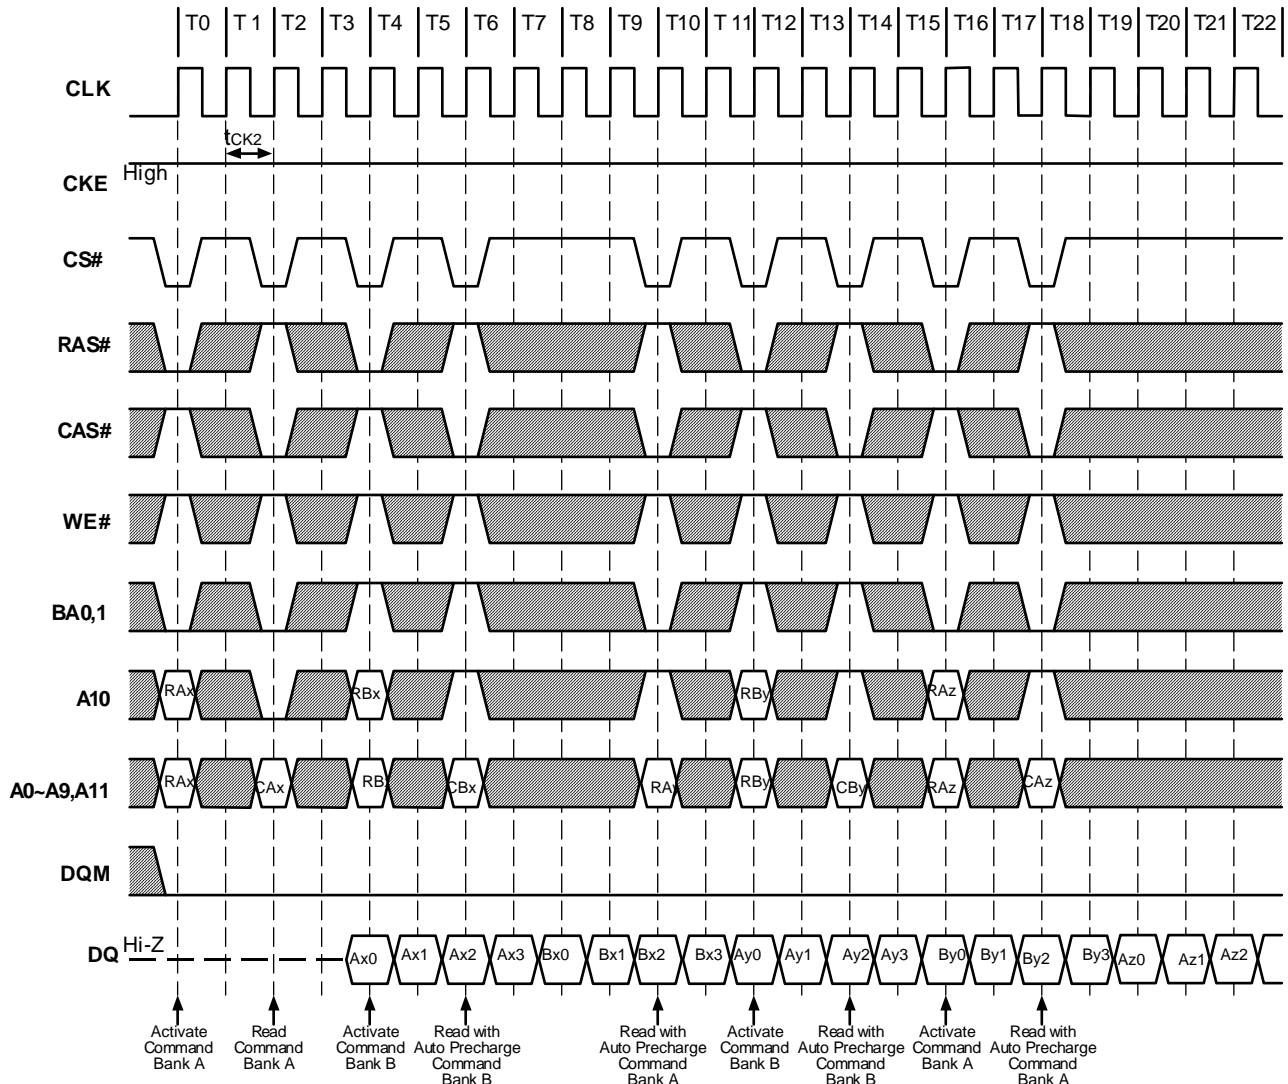 T0 T 1 T2 T3 T4 T5 T6 T7 T8 T9 T10 T 11 T12 T13 T14 T15 T16 T17 T18 T19 T20 T21 T22
CLK
tCK2
High
CKE
CS#
RAS#
CAS#
WE#
BA0,1
A10 RAx RBx RBy RAz
A0~A9,A11 RAx CAx RB CBx RA RBy CBy RAz CAz
DQM
DQ Hi-Z Ax0 Ax1 Ax2 Ax3 Bx0 Bx1 Bx2 Bx3 Ay0 Ay1 Ay2 Ay3 By0 By1 By2 By3 Az0 Az1 Az2
Activate Command Bank A
Read Command Bank A
Activate Command Bank B
Read with Auto Precharge Command Bank B
Read with Auto Precharge Command Bank A
Activate Command Bank B
Read with Auto Precharge Command Bank B
Activate Command Bank A
Read with Auto Precharge Command Bank A